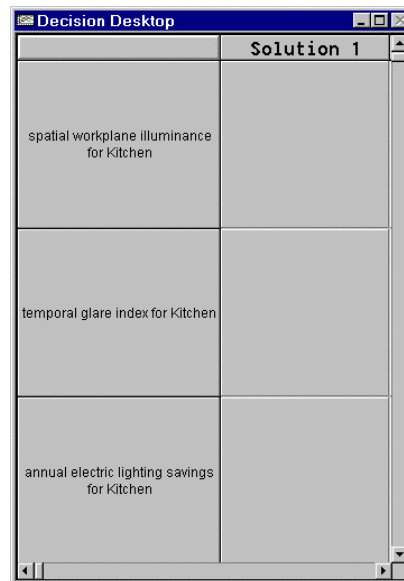 Decision Desktop
Solution 1
spatial workplane illuminance
for Kitchen
temporal glare index for Kitchen
annual electric lighting savings
for Kitchen